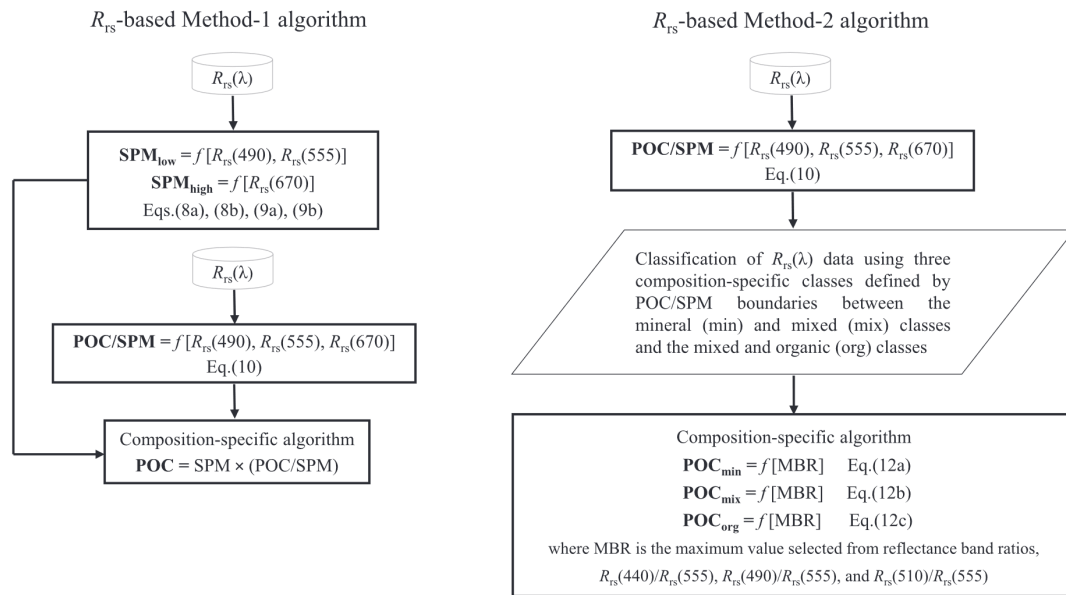 Rrs-based Method-1 algorithm
Rrs(λ)
SPMlow = f [Rrs(490), Rrs(555)]
SPMhigh = f [Rrs(670)]
Eqs.(8a), (8b), (9a), (9b)
Rrs(λ)
POC/SPM = f [Rrs(490), Rrs(555), Rrs(670)]
Eq.(10)
Composition-specific algorithm
POC = SPM × (POC/SPM)
Rrs-based Method-2 algorithm
Rrs(λ)
POC/SPM = f [Rrs(490), Rrs(555), Rrs(670)]
Eq.(10)
Classification of Rrs(λ) data using three
composition-specific classes defined by
POC/SPM boundaries between the
mineral (min) and mixed (mix) classes
and the mixed and organic (org) classes
Composition-specific algorithm
POCmin = f [MBR] Eq.(12a)
POCmix = f [MBR] Eq.(12b)
POCorg = f [MBR] Eq.(12c)
where MBR is the maximum value selected from reflectance band ratios,
Rrs(440)/Rrs(555), Rrs(490)/Rrs(555), and Rrs(510)/Rrs(555)